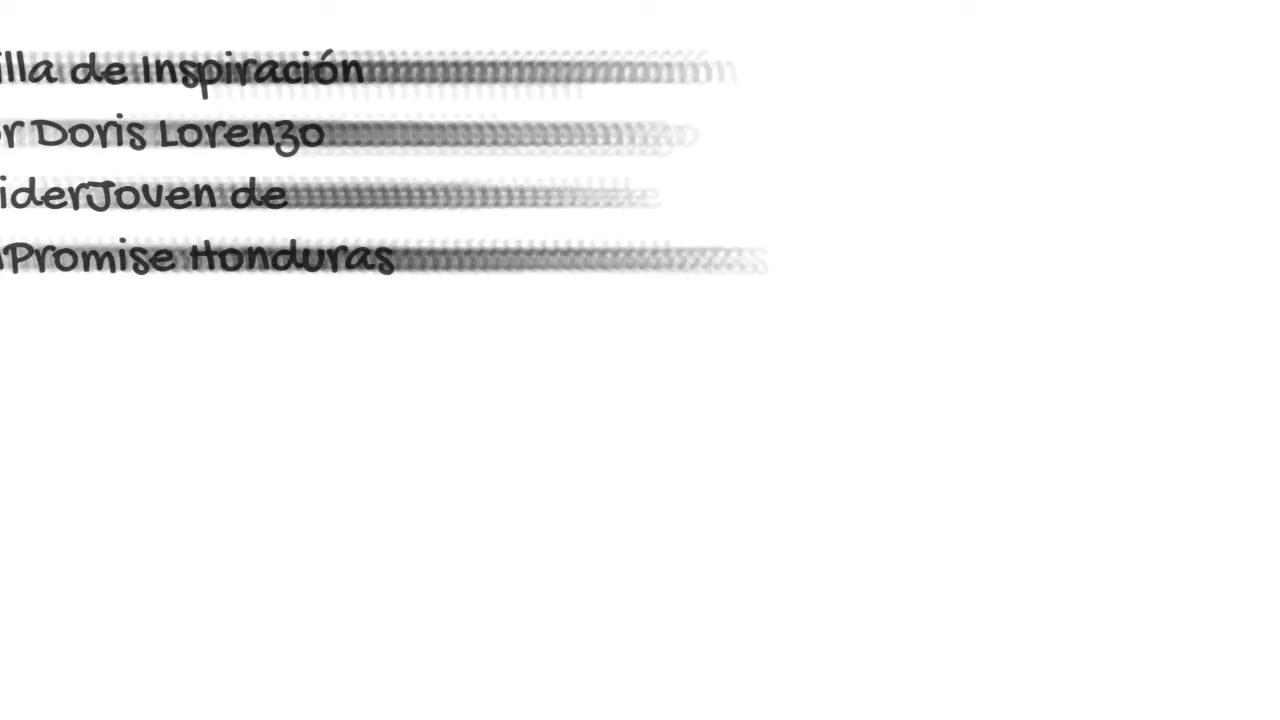 illa de Inspiración
r Doris Lorenzo
iderJoven de
Promise Honduras